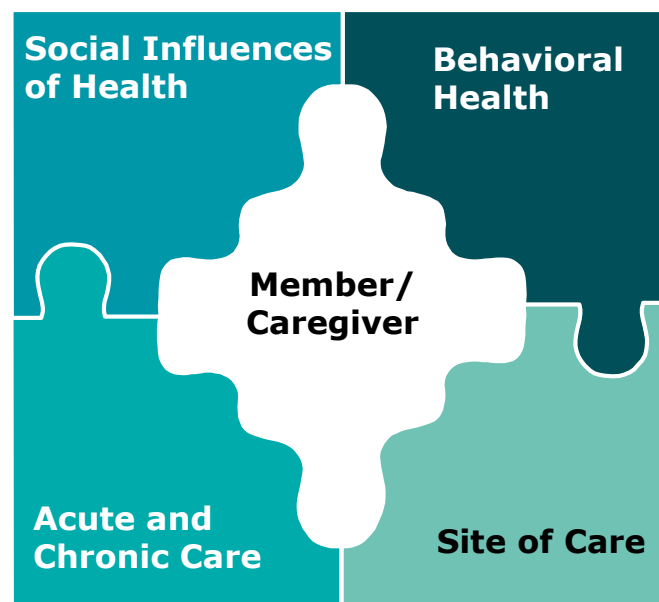 Social Influences
of Health
Behavioral
Health
Member/
Caregiver
Acute and
Chronic Care
Site of Care